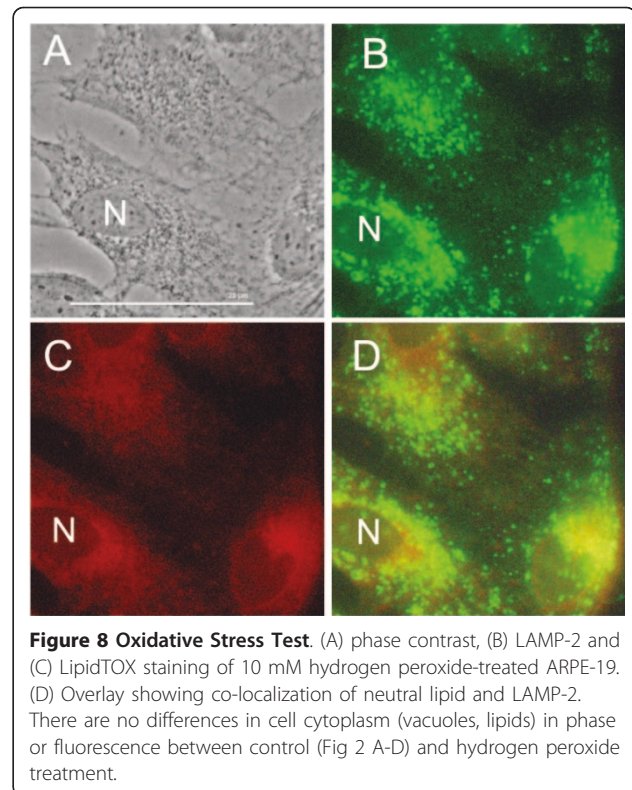 A
B
N
N
C
D
N
N
Figure 8 Oxidative Stress Test. (A) phase contrast, (B) LAMP-2 and
(C) LipidTOX staining of 10 mM hydrogen peroxide-treated ARPE-19.
(D) Overlay showing co-localization of neutral lipid and LAMP-2.
There are no differences in cell cytoplasm (vacuoles, lipids) in phase
or fluorescence between control (Fig 2 A-D) and hydrogen peroxide
treatment.